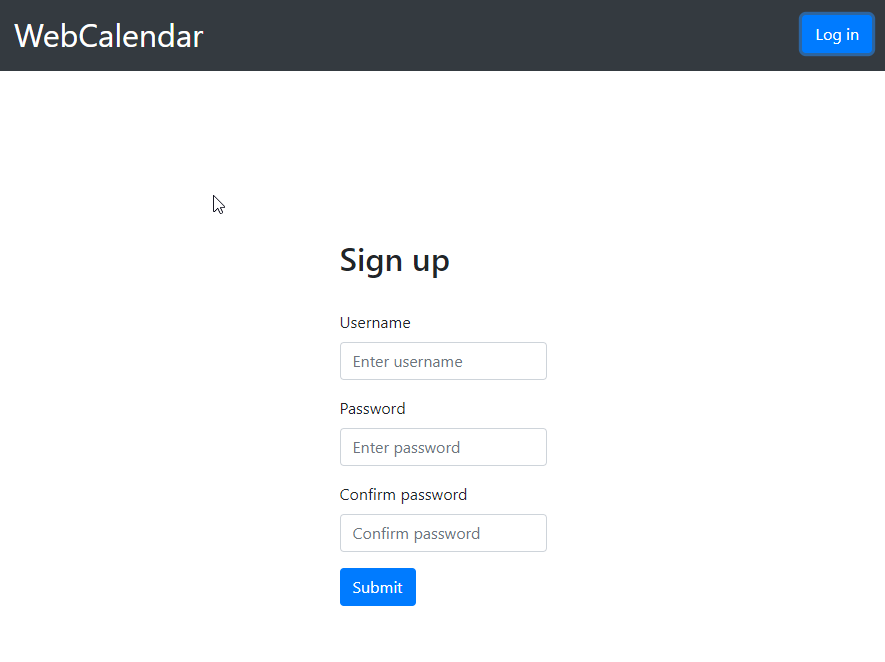 WebCalendar
Log in
Sign up
Username
Enter username
Password
Enter password
Confirm password
Confirm password
Submit